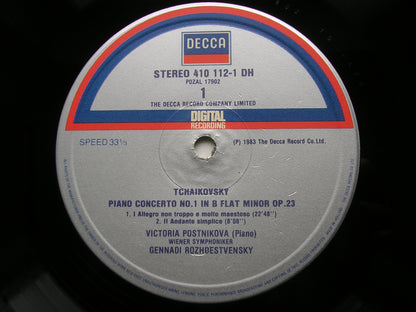 DECCA
STEREO 410 112-1 DH
POZAL 17902
1
THE DECCA RECORD COMPANY LIMITED
DIGITAL
RECORDING
SPEED 33⅓
(P) 1983 The Decca Record Co.Ltd.
TCHAIKOVSKY
PIANO CONCERTO NO.1 IN B FLAT MINOR OP.23
1. I Allegro non troppo e molto maestoso (22'48")
2. II Andante simplice (8'08")
VICTORIA POSTNIKOVA (Piano)
WIENER SYMPHONIKER
GENNADI ROZHDESTVENSKY